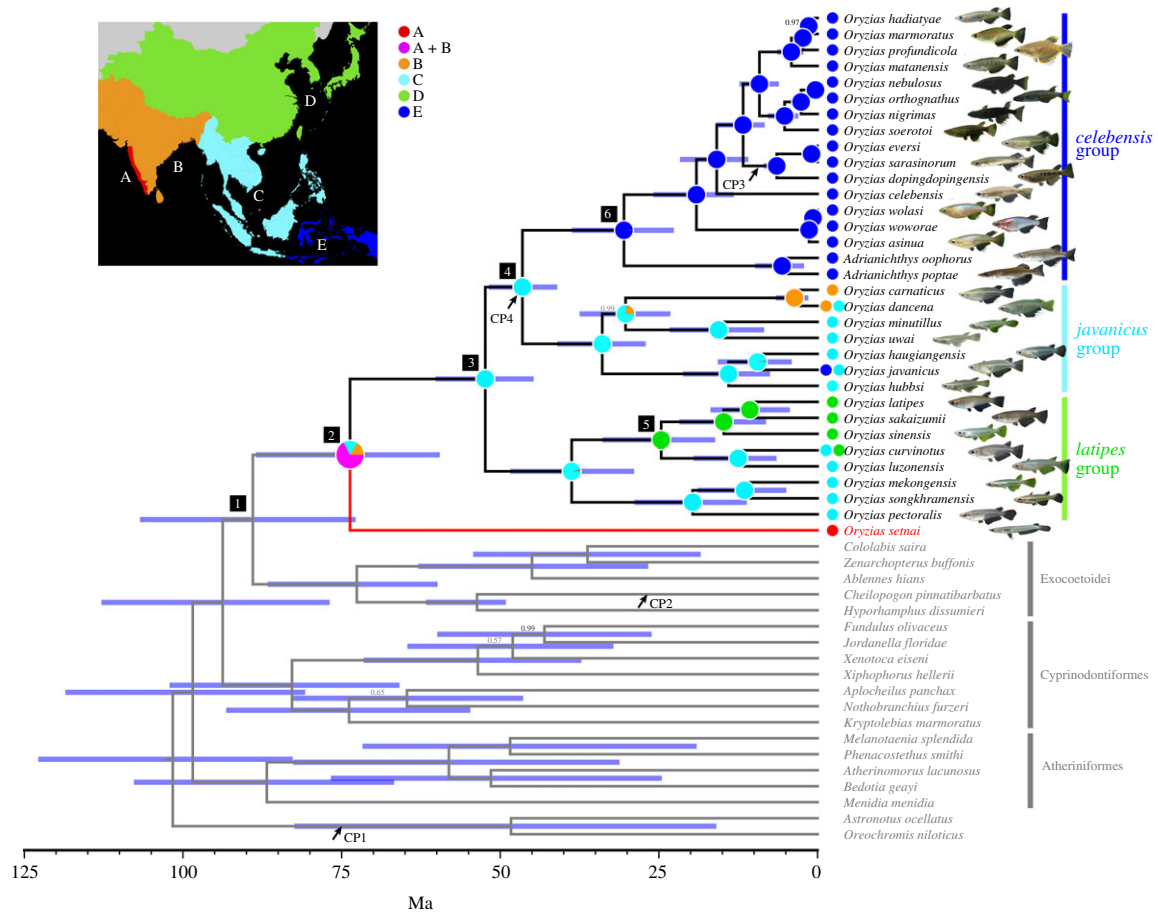 A
A + B
B
C
D
E
D
A
B
C
E
0.97
Oryzias hadiatyae
Oryzias marmoratus
Oryzias profundicola
Oryzias matanensis
Oryzias nebulosus
Oryzias orthognathus
Oryzias nigrimas
Oryzias soerotoi
Oryzias eversi
Oryzias sarasinorum
Oryzias dopingdopingensis
Oryzias celebensis
Oryzias wolasi
Oryzias woworae
Oryzias asinua
Adrianichthys oophorus
Adrianichthys poptae
celebensis
group
CP3
6
4
CP4
0.99
Oryzias carnaticus
Oryzias dancena
Oryzias minutillus
Oryzias uwai
Oryzias haugiangensis
Oryzias javanicus
Oryzias hubbsi
javanicus
group
3
Oryzias latipes
Oryzias sakaizumii
Oryzias sinensis
Oryzias curvinotus
Oryzias luzonensis
Oryzias mekongensis
Oryzias songkhramensis
Oryzias pectoralis
latipes
group
5
2
1
Oryzias setnai
Cololabis saira
Zenarchopterus buffonis
Ablennes hians
Cheilopogon pinnatibarbatus
Hyporhamphus dissumieri
Exocoetoidei
CP2
Fundulus olivaceus
Jordanella floridae
Xenotoca eiseni
Xiphophorus hellerii
Aplocheilus panchax
Nothobranchius furzeri
Kryptolebias marmoratus
Cyprinodontiformes
0.99
0.57
0.65
Melanotaenia splendida
Phenacostethus smithi
Atherinomorus lacunosus
Bedotia geayi
Menidia menidia
Atheriniformes
Astronotus ocellatus
Oreochromis niloticus
CP1
125 100 75 50 25 0
Ma